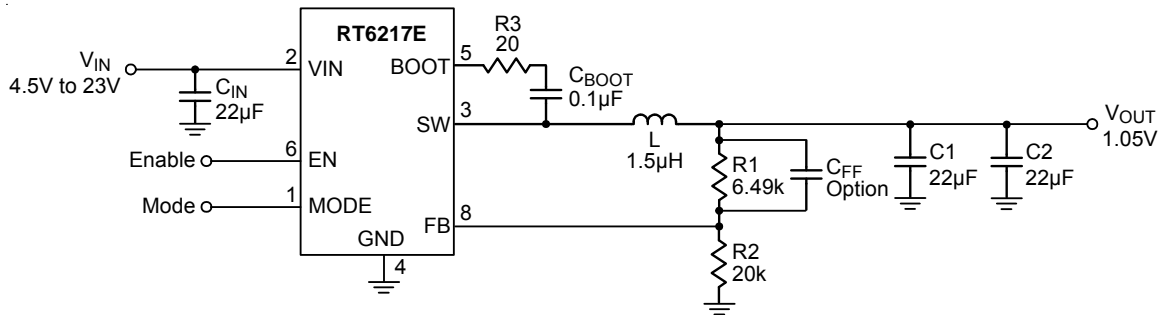 RT6217E
VIN
4.5V to 23V
CIN
22µF
2
VIN
BOOT
5
R3
20
CBOOT
0.1µF
SW
3
L
1.5µH
VOUT
1.05V
C1
22µF
C2
22µF
Enable
6
EN
R1
6.49k
CFF
Option
Mode
1
MODE
FB
8
GND
4
R2
20k